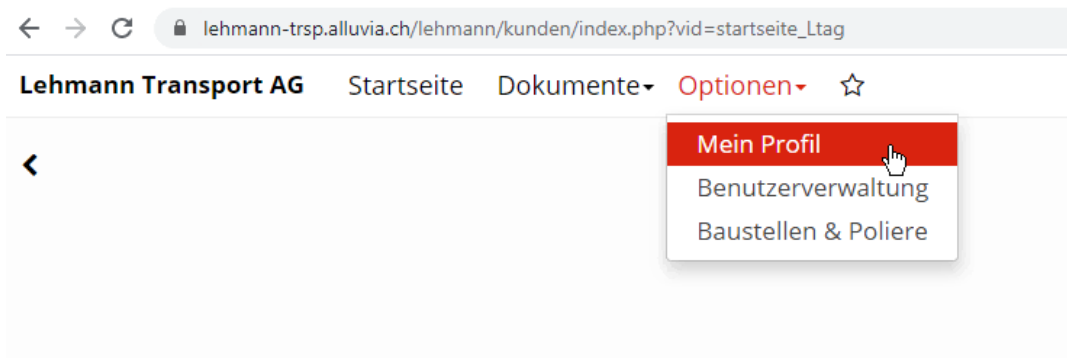 lehmann-trsp.alluvia.ch/lehmann/kunden/index.php?vid=startseite_Ltag
Lehmann Transport AG Startseite Dokumente Optionen
Mein Profil
Benutzerverwaltung
Baustellen & Poliere